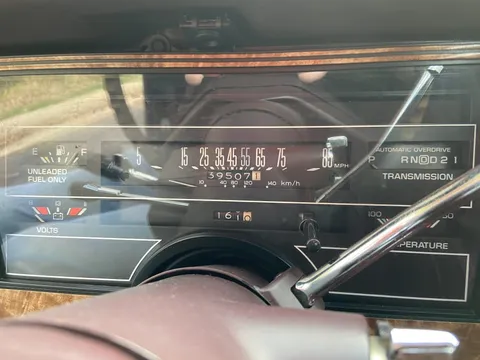 E F
UNLEADED
FUEL ONLY
5 15 25 35 45 55 65 75 85 MPH
39507 1
10 40 80 120 140 km/h
AUTOMATIC OVERDRIVE
P R N D 2 1
TRANSMISSION
VOLTS
161
100
TEMPERATURE